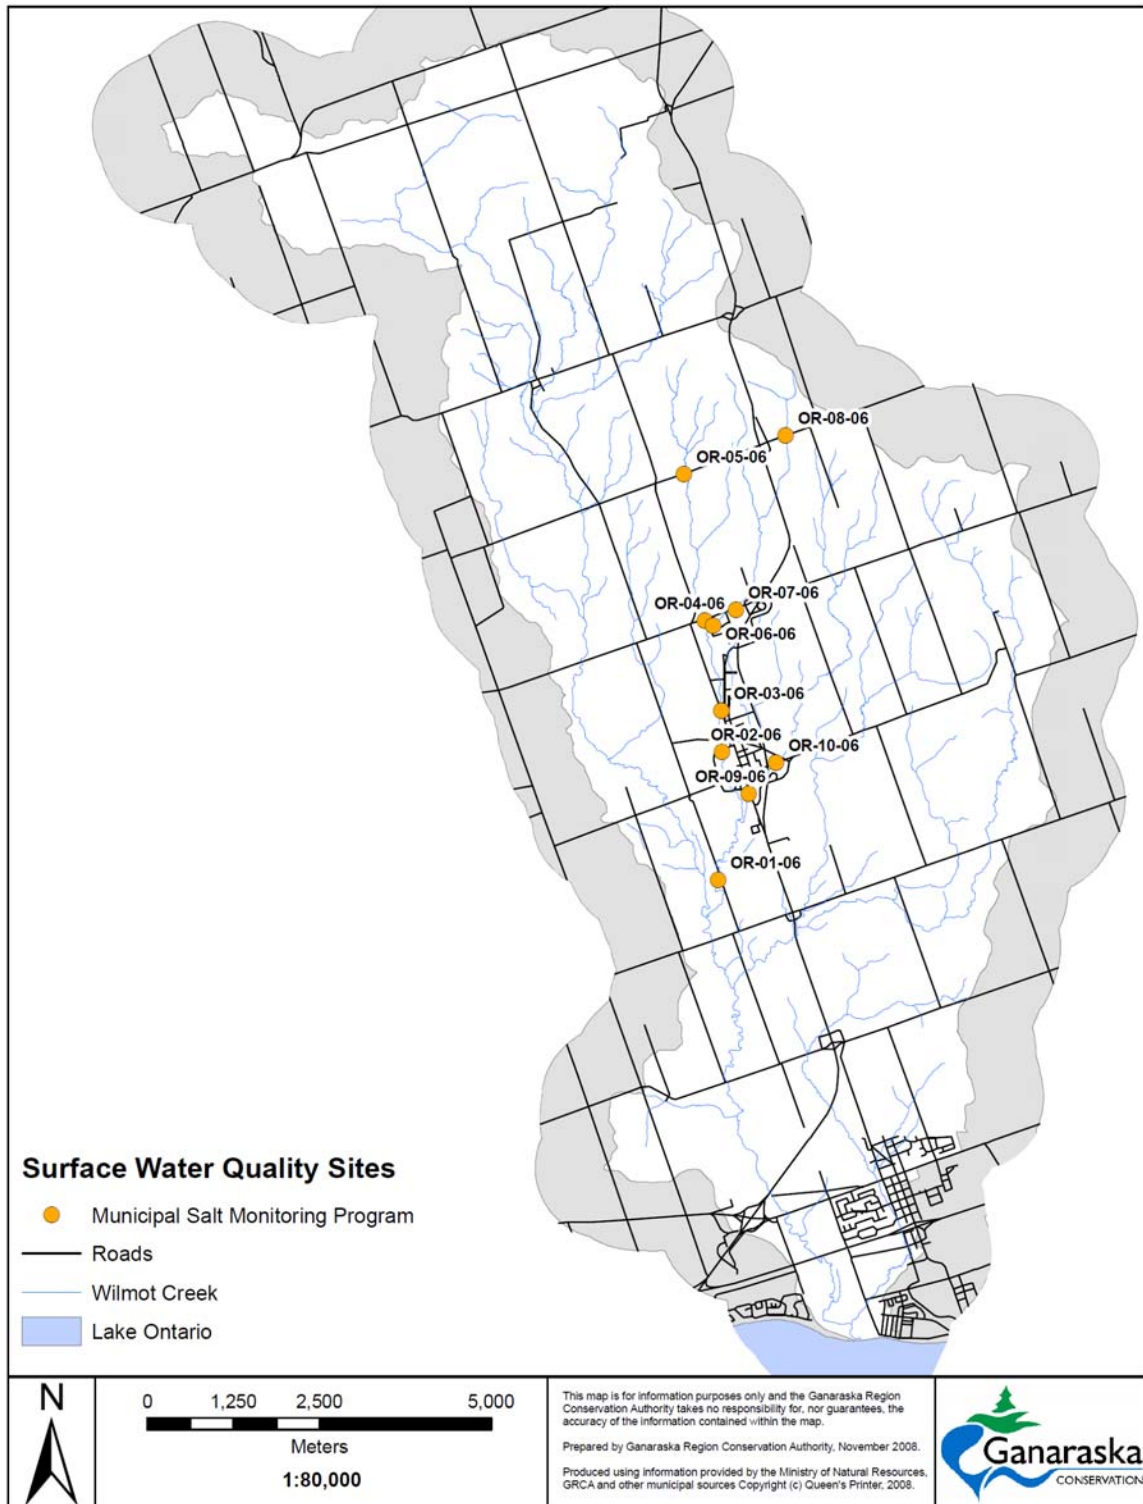 OR-08-06
OR-05-06
OR-07-06
OR-04-06
OR-06-06
OR-03-06
OR-02-06
OR-10-06
OR-09-06
OR-01-06
Surface Water Quality Sites
Municipal Salt Monitoring Program
Roads
Wilmot Creek
Lake Ontario
N
0 1,250 2,500 5,000
Meters
1:80,000
This map is for information purposes only and the Ganaraska Region
Conservation Authority takes no responsibility for, nor guarantees, the
accuracy of the information contained within the map.
Prepared by Ganaraska Region Conservation Authority, November 2008.
Produced using information provided by the Ministry of Natural Resources,
GRCA and other municipal sources Copyright (c) Queen's Printer, 2008.
Ganaraska
CONSERVATION